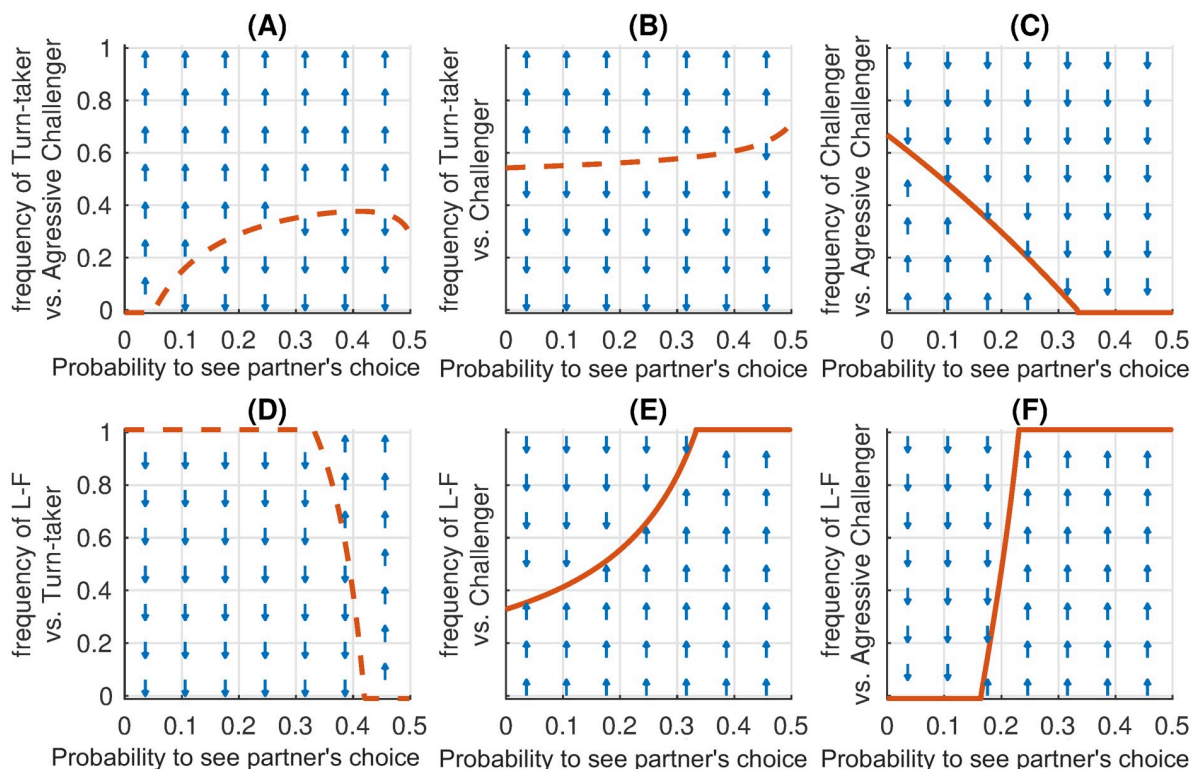 (A)
frequency of Turn-taker
vs. Agressive Challenger
1
0.8
0.6
0.4
0.2
0
0 0.1 0.2 0.3 0.4 0.5
Probability to see partner's choice
(B)
frequency of Turn-taker
vs. Challenger
0 0.1 0.2 0.3 0.4 0.5
Probability to see partner's choice
(C)
frequency of Challenger
vs. Agressive Challenger
0 0.1 0.2 0.3 0.4 0.5
Probability to see partner's choice
(D)
frequency of L-F
vs. Turn-taker
1
0.8
0.6
0.4
0.2
0
0 0.1 0.2 0.3 0.4 0.5
Probability to see partner's choice
(E)
frequency of L-F
vs. Challenger
0 0.1 0.2 0.3 0.4 0.5
Probability to see partner's choice
(F)
frequency of L-F
vs. Agressive Challenger
0 0.1 0.2 0.3 0.4 0.5
Probability to see partner's choice